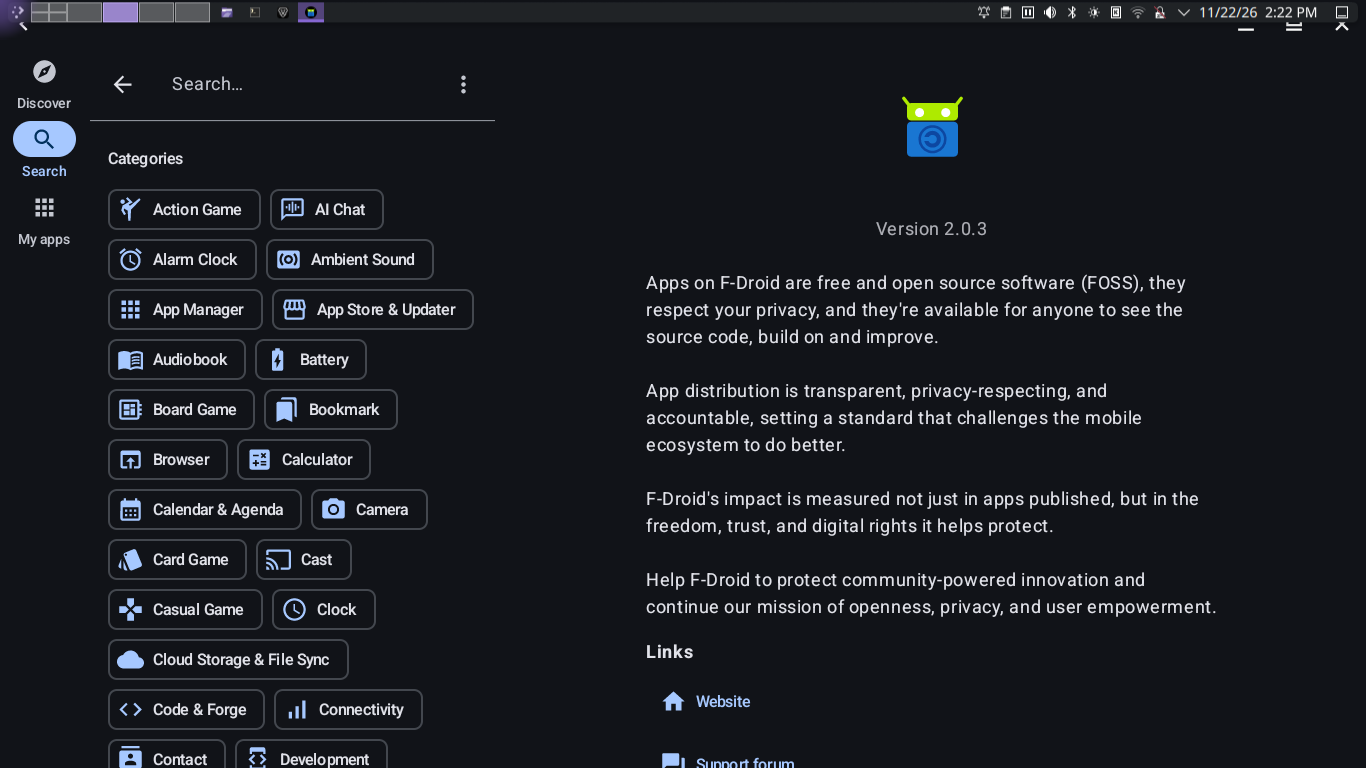 11/22/26 2:22 PM
Discover
Search
My apps
Search...
Categories
Action Game
AI Chat
Alarm Clock
Ambient Sound
App Manager
App Store & Updater
Audiobook
Battery
Board Game
Bookmark
Browser
Calculator
Calendar & Agenda
Camera
Card Game
Cast
Casual Game
Clock
Cloud Storage & File Sync
Code & Forge
Connectivity
Contact
Development
Version 2.0.3
Apps on F-Droid are free and open source software (FOSS), they
respect your privacy, and they're available for anyone to see the
source code, build on and improve.
App distribution is transparent, privacy-respecting, and
accountable, setting a standard that challenges the mobile
ecosystem to do better.
F-Droid's impact is measured not just in apps published, but in the
freedom, trust, and digital rights it helps protect.
Help F-Droid to protect community-powered innovation and
continue our mission of openness, privacy, and user empowerment.
Links
Website
Support forum